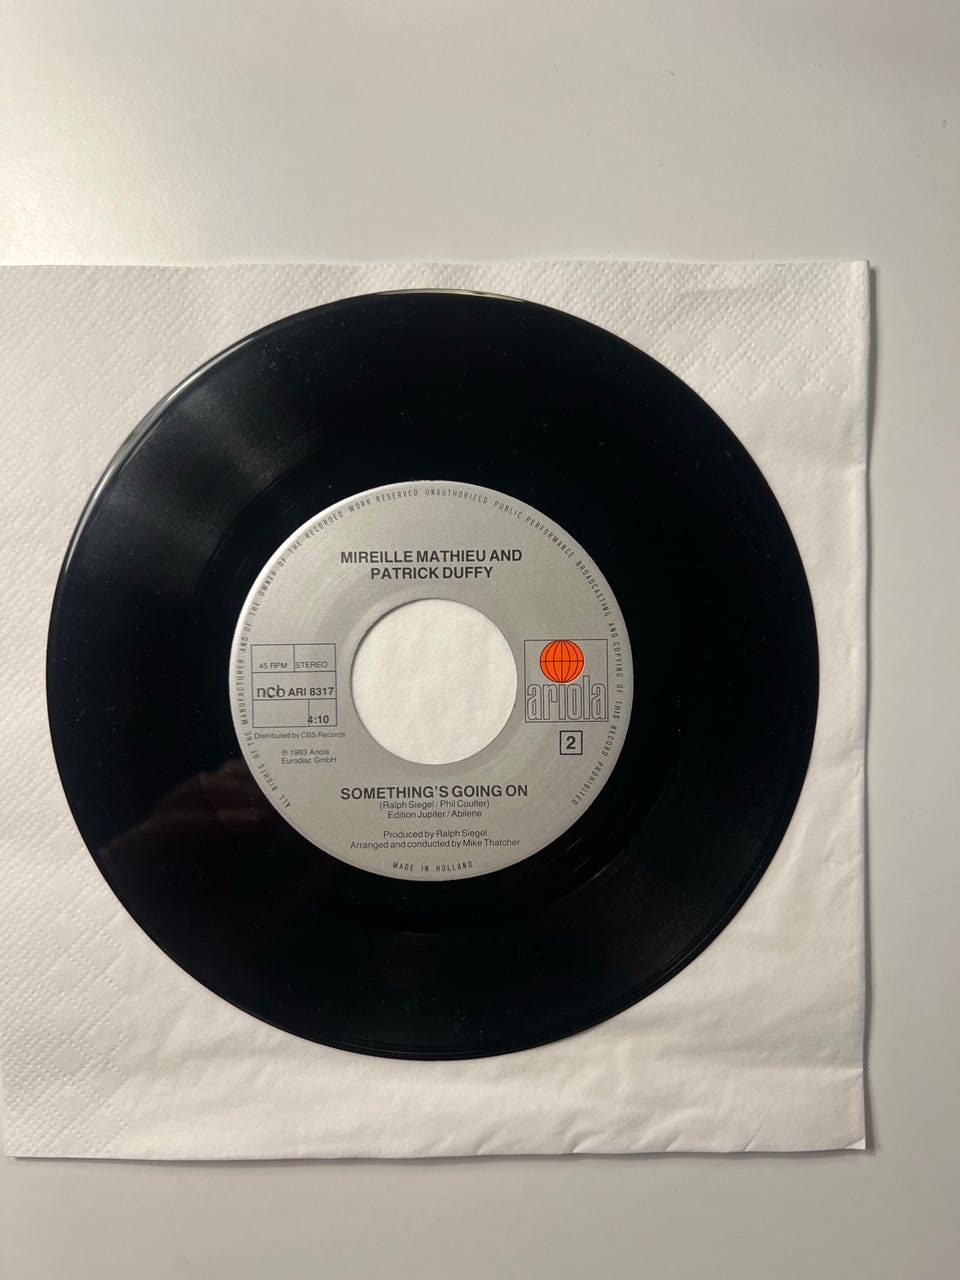 ALL RIGHTS OF THE MANUFACTURER AND OF THE OWNER OF THE RECORDED WORK RESERVED UNAUTHORIZED PUBLIC PERFORMANCE BROADCASTING AND COPYING OF THIS RECORD PROHIBITED
MIREILLE MATHIEU AND
PATRICK DUFFY
45 RPM STEREO
ncb ARI 8317
4:10
Distributed by CBS Records
℗ 1983 Ariola
Eurodisc GmbH
ariola
2
SOMETHING'S GOING ON
(Ralph Siegel / Phil Coulter)
Edition Jupiter / Abilene
Produced by Ralph Siegel
Arranged and conducted by Mike Thatcher
MADE IN HOLLAND